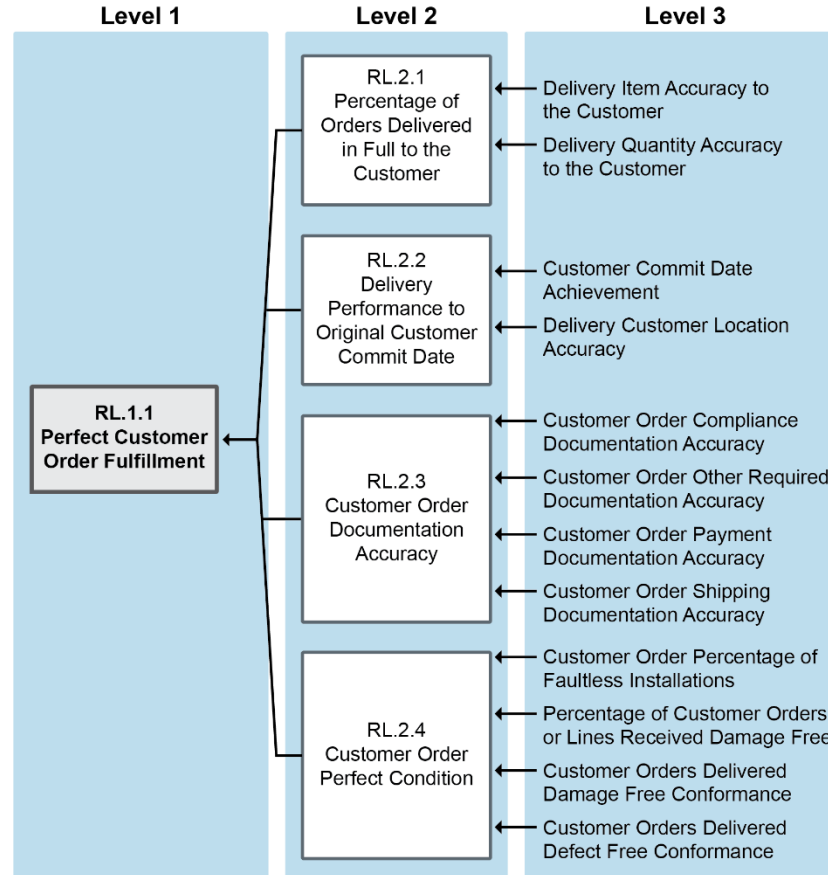 Level 1
Level 2
Level 3
RL.1.1
Perfect Customer
Order Fulfillment
RL.2.1
Percentage of
Orders Delivered
in Full to the
Customer
Delivery Item Accuracy to
the Customer
Delivery Quantity Accuracy
to the Customer
RL.2.2
Delivery
Performance to
Original Customer
Commit Date
Customer Commit Date
Achievement
Delivery Customer Location
Accuracy
RL.2.3
Customer Order
Documentation
Accuracy
Customer Order Compliance
Documentation Accuracy
Customer Order Other Required
Documentation Accuracy
Customer Order Payment
Documentation Accuracy
Customer Order Shipping
Documentation Accuracy
RL.2.4
Customer Order
Perfect Condition
Customer Order Percentage of
Faultless Installations
Percentage of Customer Orders
or Lines Received Damage Free
Customer Orders Delivered
Damage Free Conformance
Customer Orders Delivered
Defect Free Conformance